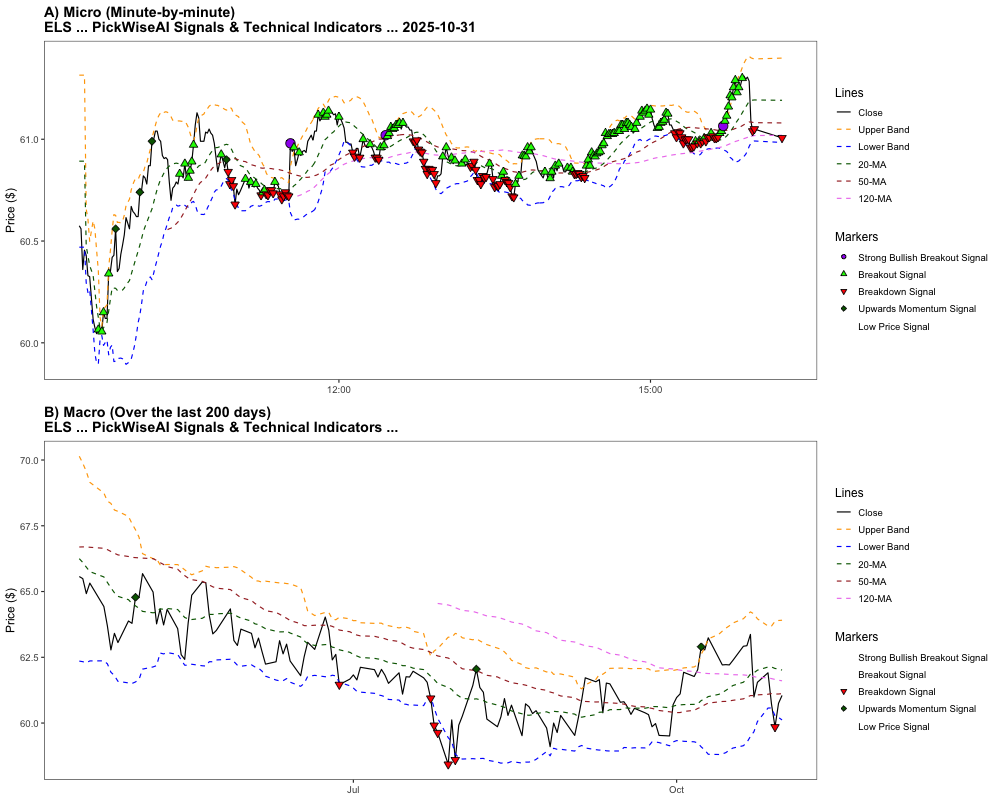 A) Micro (Minute-by-minute)
ELS ... PickWiseAI Signals & Technical Indicators ... 2025-10-31
Price ($)
61.0
60.5
60.0
12:00
15:00
Lines
Close
Upper Band
Lower Band
20-MA
50-MA
120-MA
Markers
Strong Bullish Breakout Signal
Breakout Signal
Breakdown Signal
Upwards Momentum Signal
Low Price Signal
B) Macro (Over the last 200 days)
ELS ... PickWiseAI Signals & Technical Indicators ...
Price ($)
70.0
67.5
65.0
62.5
60.0
Jul
Oct
Lines
Close
Upper Band
Lower Band
20-MA
50-MA
120-MA
Markers
Strong Bullish Breakout Signal
Breakout Signal
Breakdown Signal
Upwards Momentum Signal
Low Price Signal